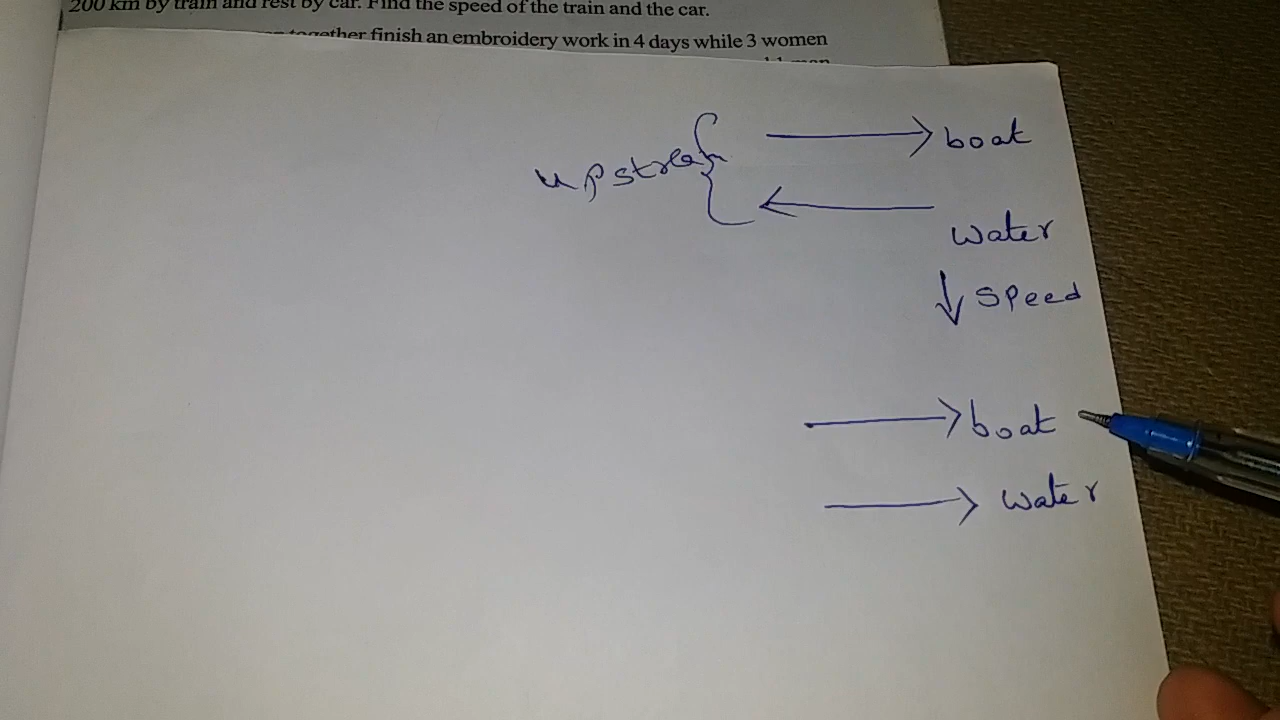 200 km by train and rest by car. Find the speed of the train and the car.
together finish an embroidery work in 4 days while 3 women
boat
upstream
water
↓ speed
boat
water